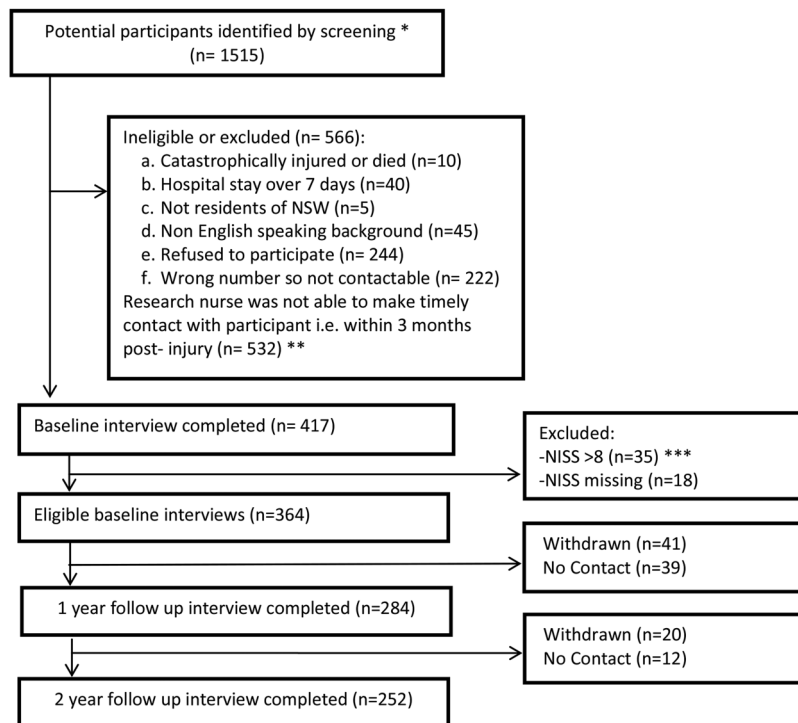 Potential participants identified by screening *
(n= 1515)
Ineligible or excluded (n= 566):
a. Catastrophically injured or died (n=10)
b. Hospital stay over 7 days (n=40)
c. Not residents of NSW (n=5)
d. Non English speaking background (n=45)
e. Refused to participate (n= 244)
f. Wrong number so not contactable (n= 222)
Research nurse was not able to make timely
contact with participant i.e. within 3 months
post- injury (n= 532) **
Baseline interview completed (n= 417)
Excluded:
-NISS >8 (n=35) ***
-NISS missing (n=18)
Eligible baseline interviews (n=364)
Withdrawn (n=41)
No Contact (n=39)
1 year follow up interview completed (n=284)
Withdrawn (n=20)
No Contact (n=12)
2 year follow up interview completed (n=252)